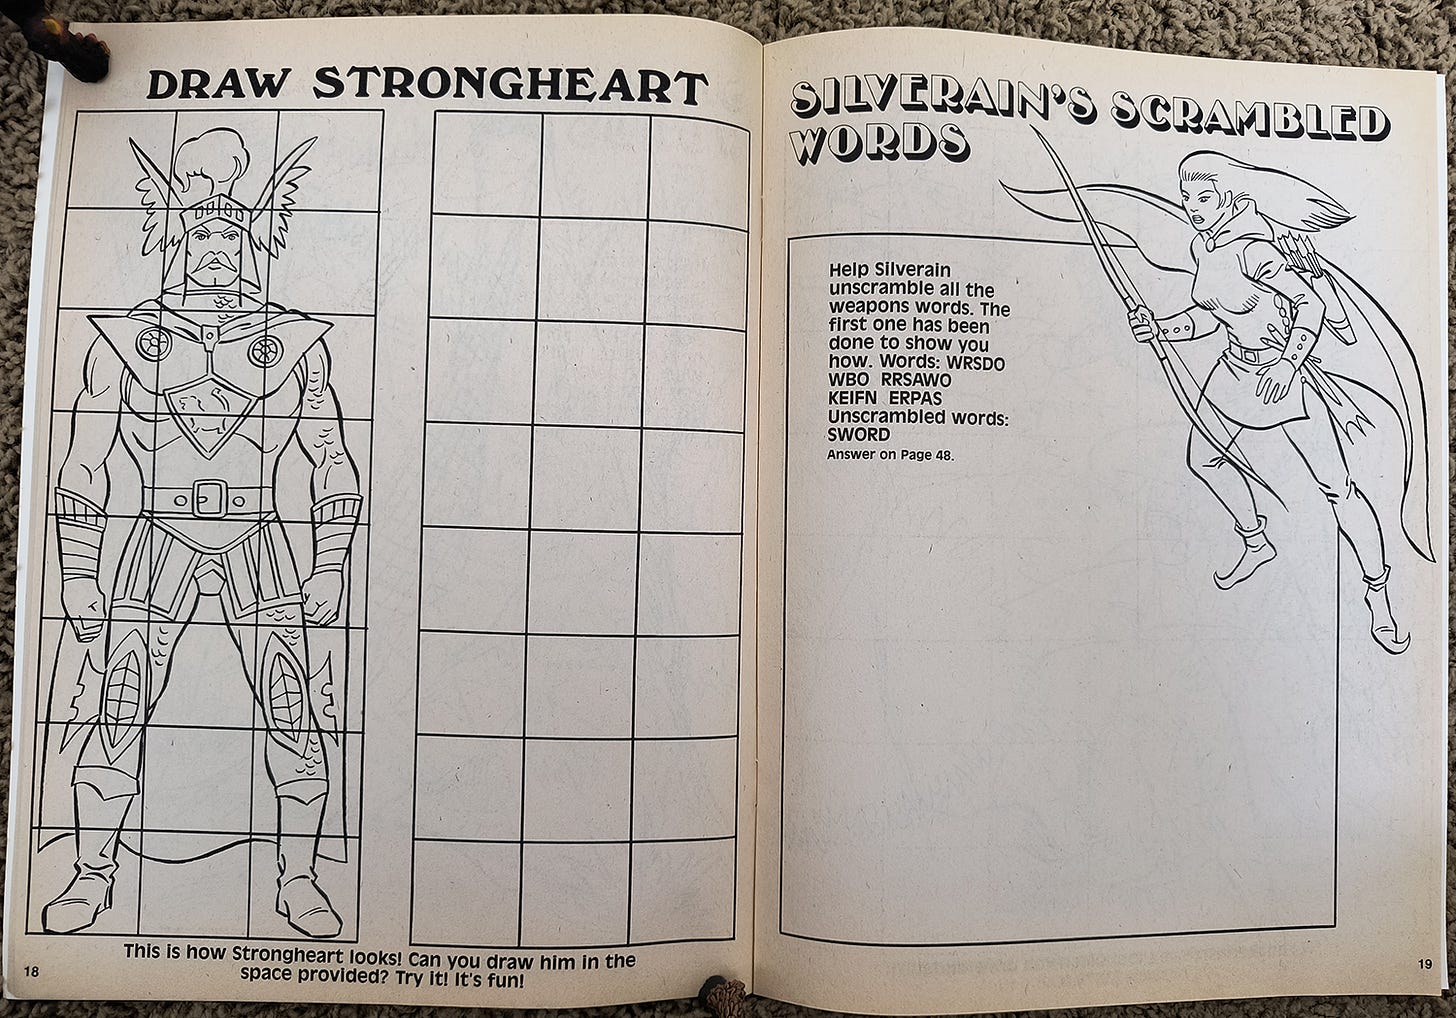 DRAW STRONGHEART
This is how Strongheart looks! Can you draw him in the
space provided? Try it! It's fun!
18
SILVERAIN'S SCRAMBLED
WORDS
Help Silverain
unscramble all the
weapons words. The
first one has been
done to show you
how. Words: WRSDO
WBO RRSAWO
KEIFN ERPAS
Unscrambled words:
SWORD
Answer on Page 48.
19